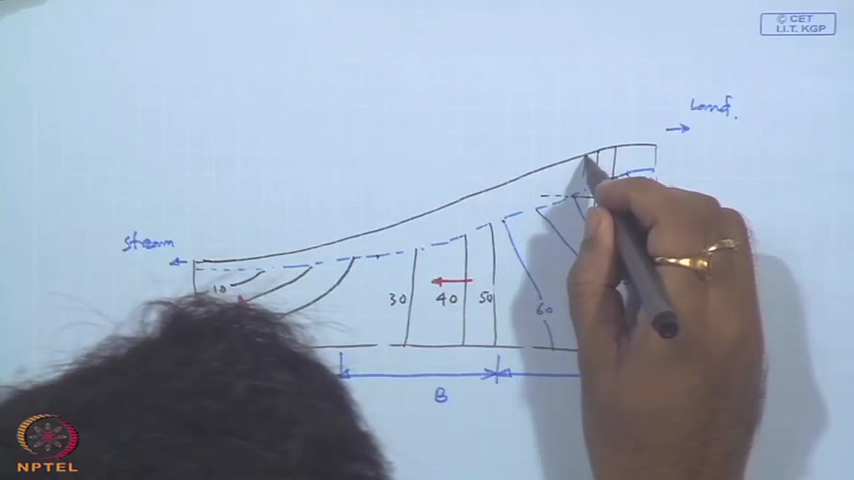 © CET
I.I.T. KGP
Land.
stream
10
30
40
50
60
B
NPTEL